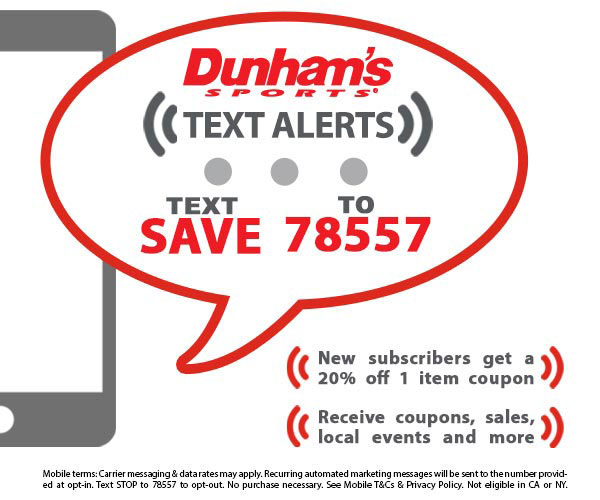 Dunham's
SPORTS®
TEXT ALERTS
TEXT TO
SAVE 78557
New subscribers get a
20% off 1 item coupon
Receive coupons, sales,
local events and more
Mobile terms: Carrier messaging & data rates may apply. Recurring automated marketing messages will be sent to the number provid-
ed at opt-in. Text STOP to 78557 to opt-out. No purchase necessary. See Mobile T&Cs & Privacy Policy. Not eligible in CA or NY.